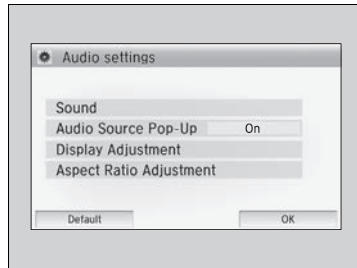 Audio settings
Sound
Audio Source Pop-Up On
Display Adjustment
Aspect Ratio Adjustment
Default OK